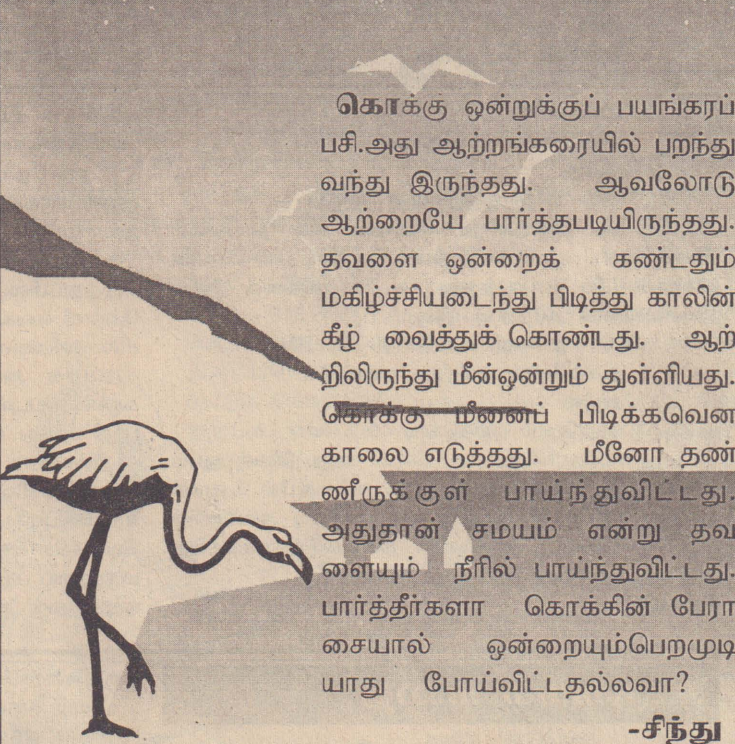 கொக்கு ஒன்றுக்குப் பயங்கரப்
பசி.அது ஆற்றங்கரையில் பறந்து
வந்து இருந்தது. ஆவலோடு
ஆற்றையே பார்த்தபடியிருந்தது.
தவளை ஒன்றைக் கண்டதும்
மகிழ்ச்சியடைந்து பிடித்து காலின்
கீழ் வைத்துக் கொண்டது. ஆற்
றிலிருந்து மீன்ஒன்றும் துள்ளியது.
கொக்கு மீனைப் பிடிக்கவென
காலை எடுத்தது. மீனோ தண்
ணீருக்குள் பாய்ந்துவிட்டது.
அதுதான் சமயம் என்று தவ
ளையும் நீரில் பாய்ந்துவிட்டது.
பார்த்தீர்களா கொக்கின் பேரா
சையால் ஒன்றையும்பெறமுடி
யாது போய்விட்டதல்லவா?
-சிந்து